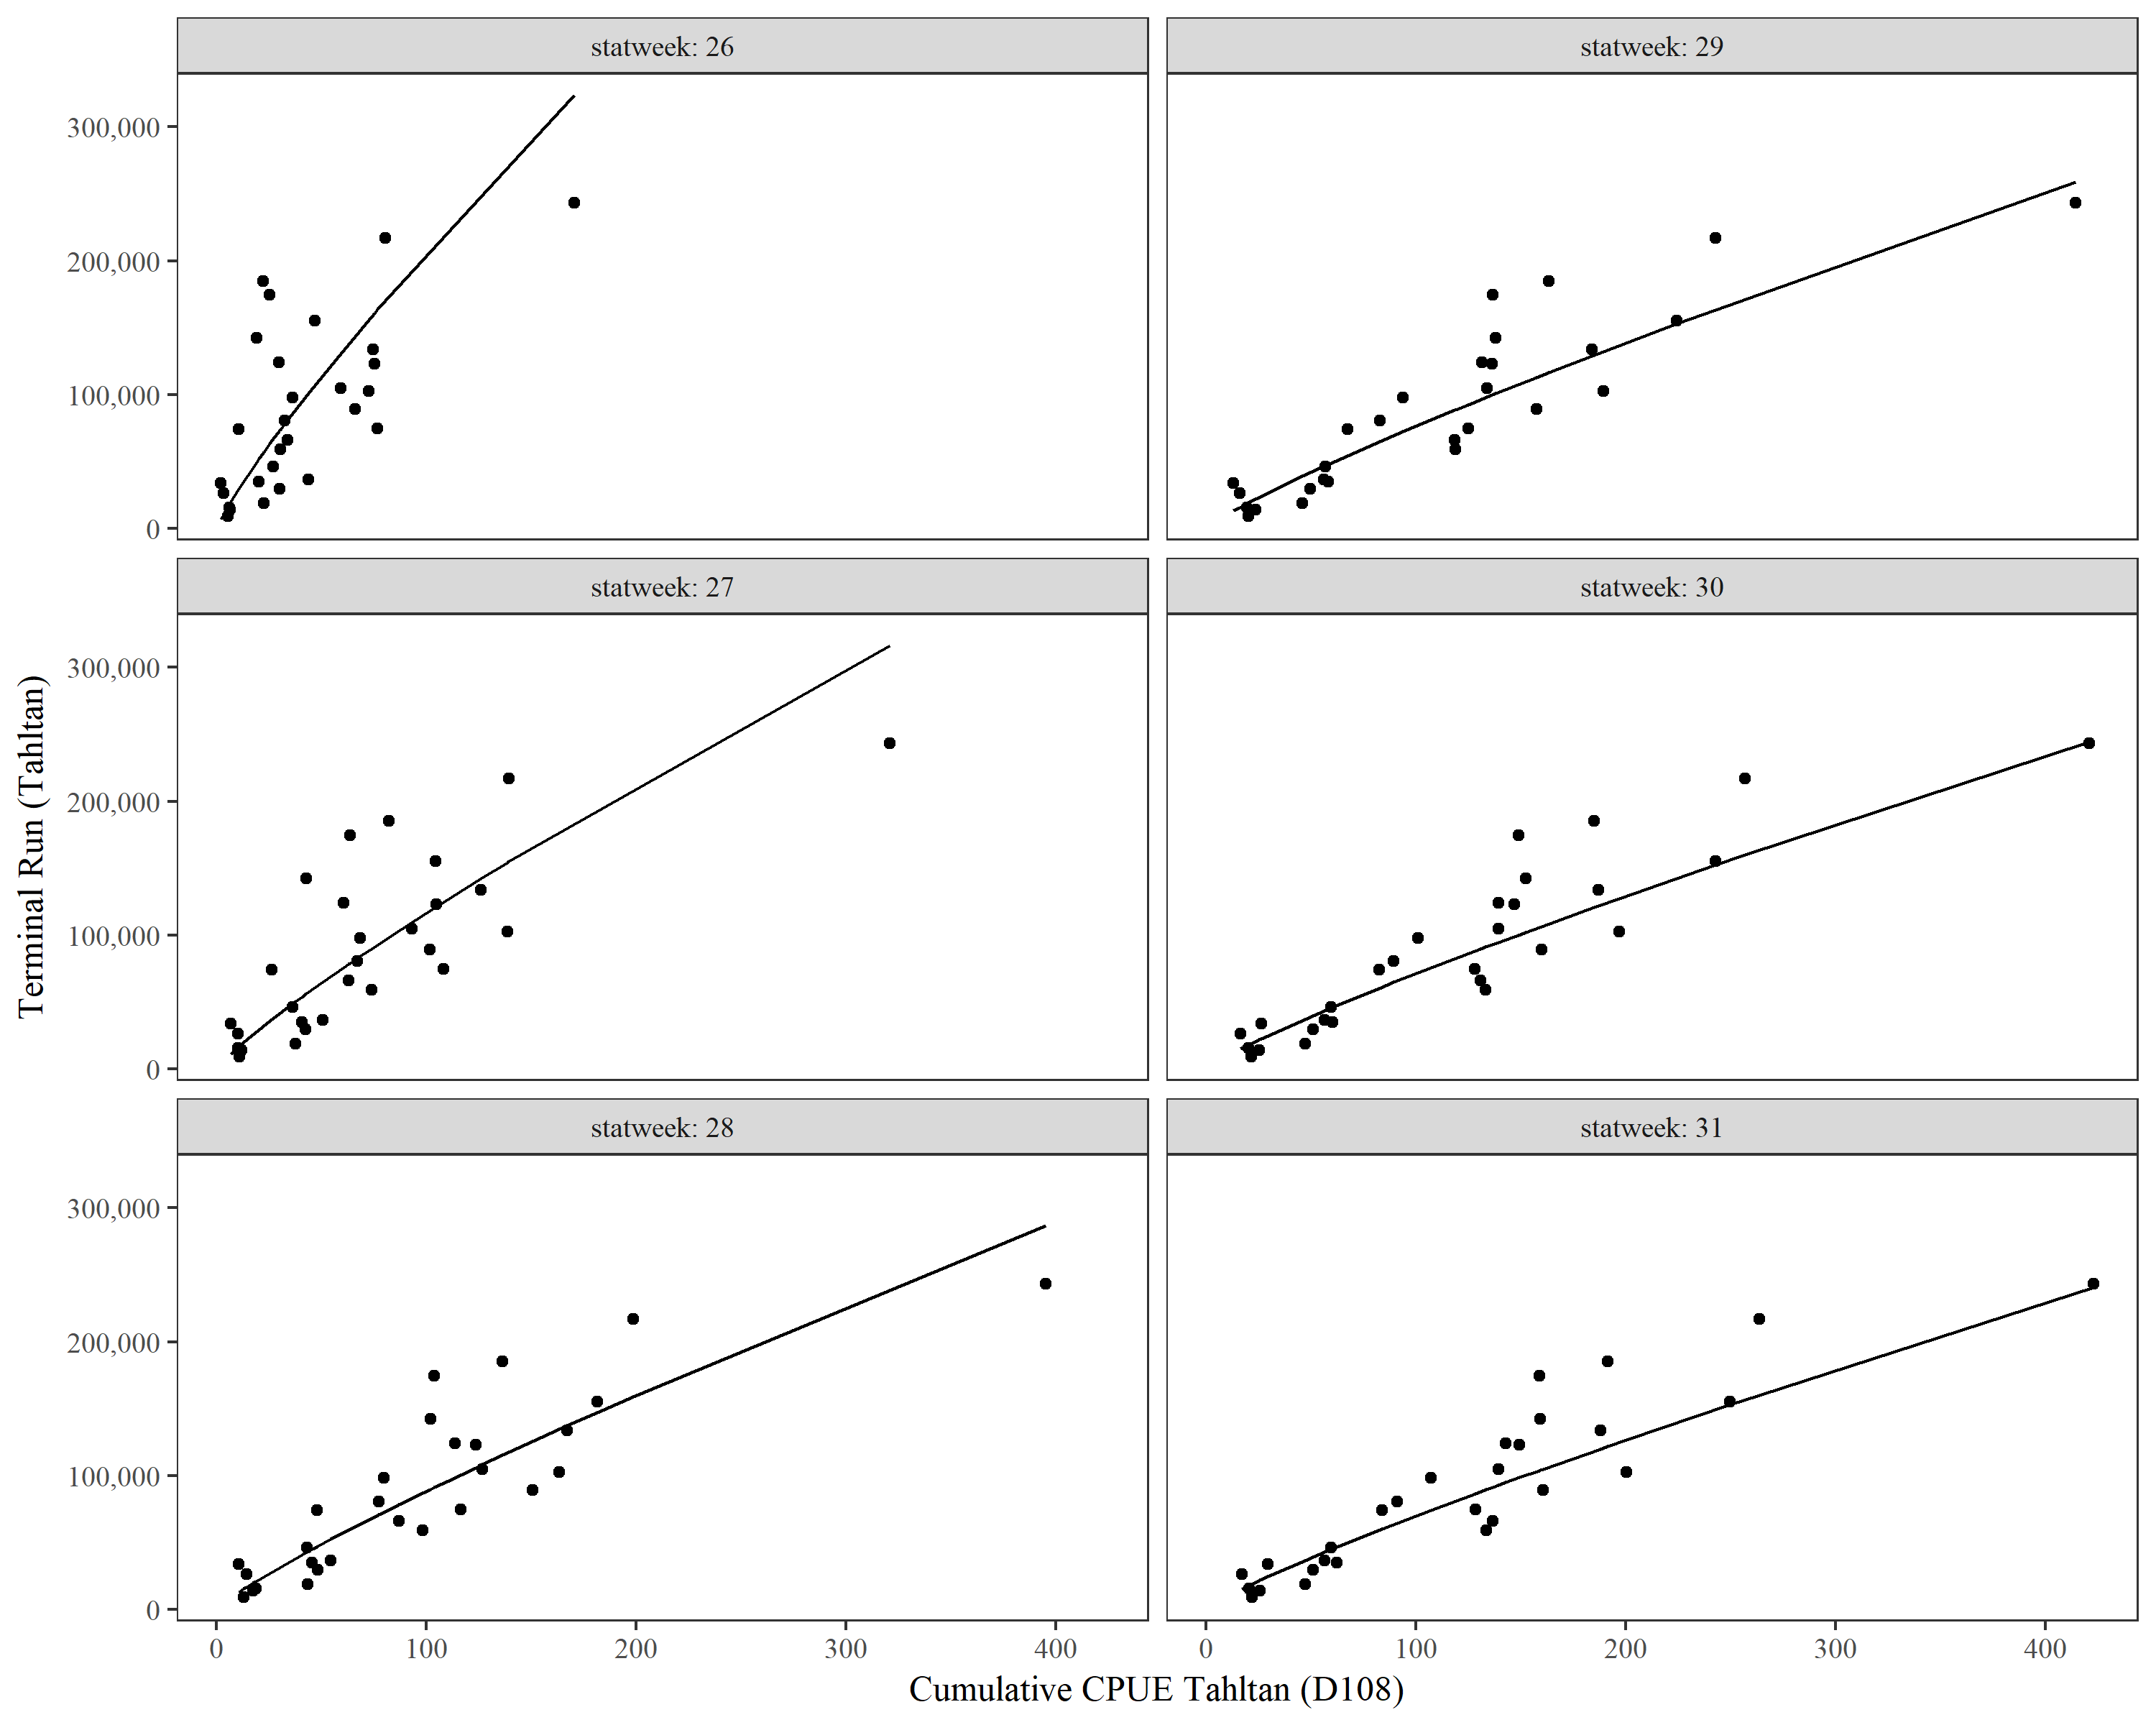 statweek: 26
statweek: 29
300,000
200,000
100,000
0
statweek: 27
statweek: 30
300,000
200,000
100,000
0
Terminal Run (Tahltan)
statweek: 28
statweek: 31
300,000
200,000
100,000
0
0 100 200 300 400 0 100 200 300 400
Cumulative CPUE Tahltan (D108)